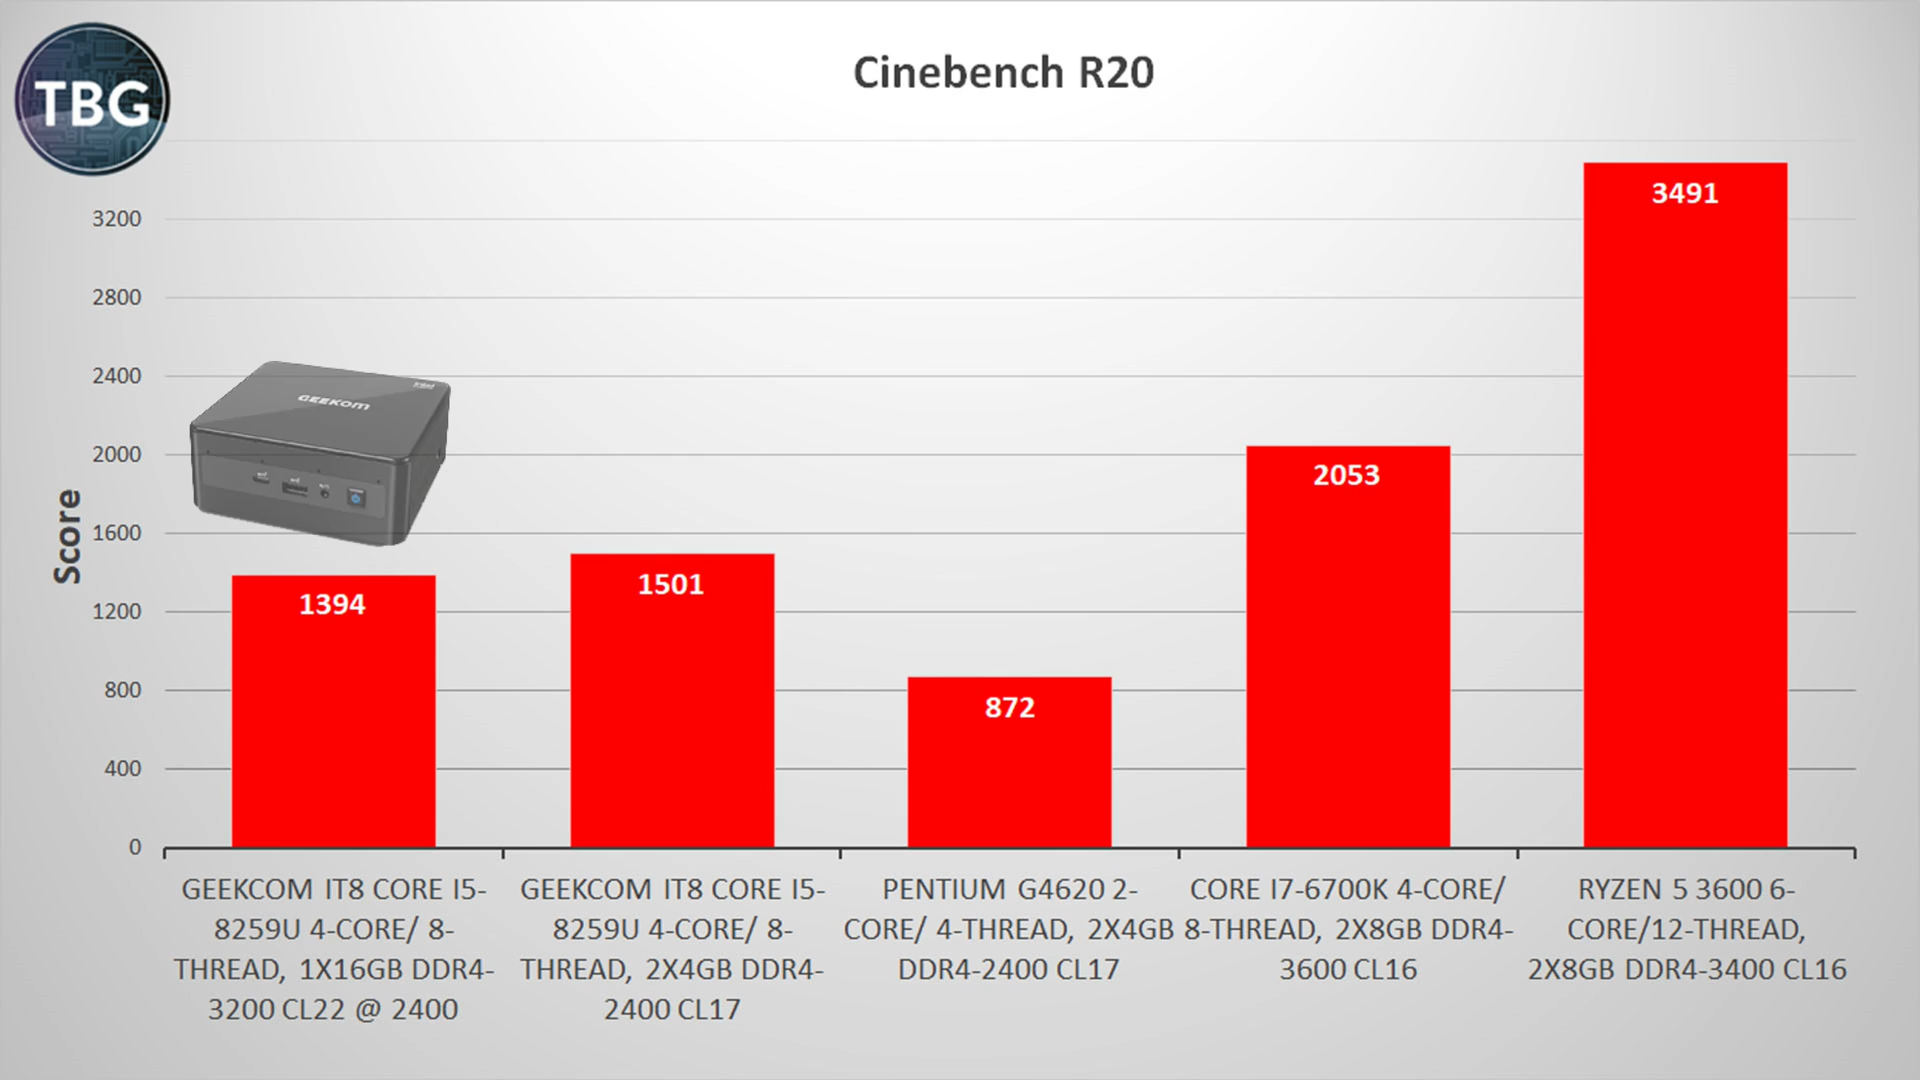 TBG
Cinebench R20
Score
3200
2800
2400
2000
1600
1200
800
400
0
intel
GEEKOM
1394
1501
872
2053
3491
GEEKCOM IT8 CORE I5-
8259U 4-CORE/ 8-
THREAD, 1X16GB DDR4-
3200 CL22 @ 2400
GEEKCOM IT8 CORE I5-
8259U 4-CORE/ 8-
THREAD, 2X4GB DDR4-
2400 CL17
PENTIUM G4620 2-
CORE/ 4-THREAD, 2X4GB
DDR4-2400 CL17
CORE I7-6700K 4-CORE/
8-THREAD, 2X8GB DDR4-
3600 CL16
RYZEN 5 3600 6-
CORE/12-THREAD,
2X8GB DDR4-3400 CL16